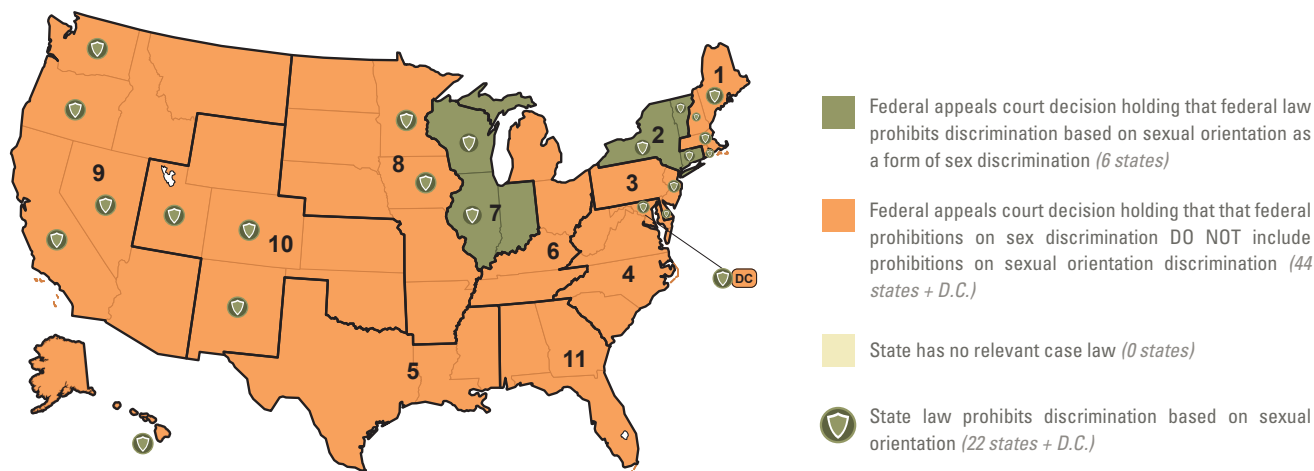 1
2
3
8
9
7
10
6
4
DC
5
11
Federal appeals court decision holding that federal law
prohibits discrimination based on sexual orientation as
a form of sex discrimination (6 states)
Federal appeals court decision holding that that federal
prohibitions on sex discrimination DO NOT include
prohibitions on sexual orientation discrimination (44
states + D.C.)
State has no relevant case law (0 states)
State law prohibits discrimination based on sexual
orientation (22 states + D.C.)